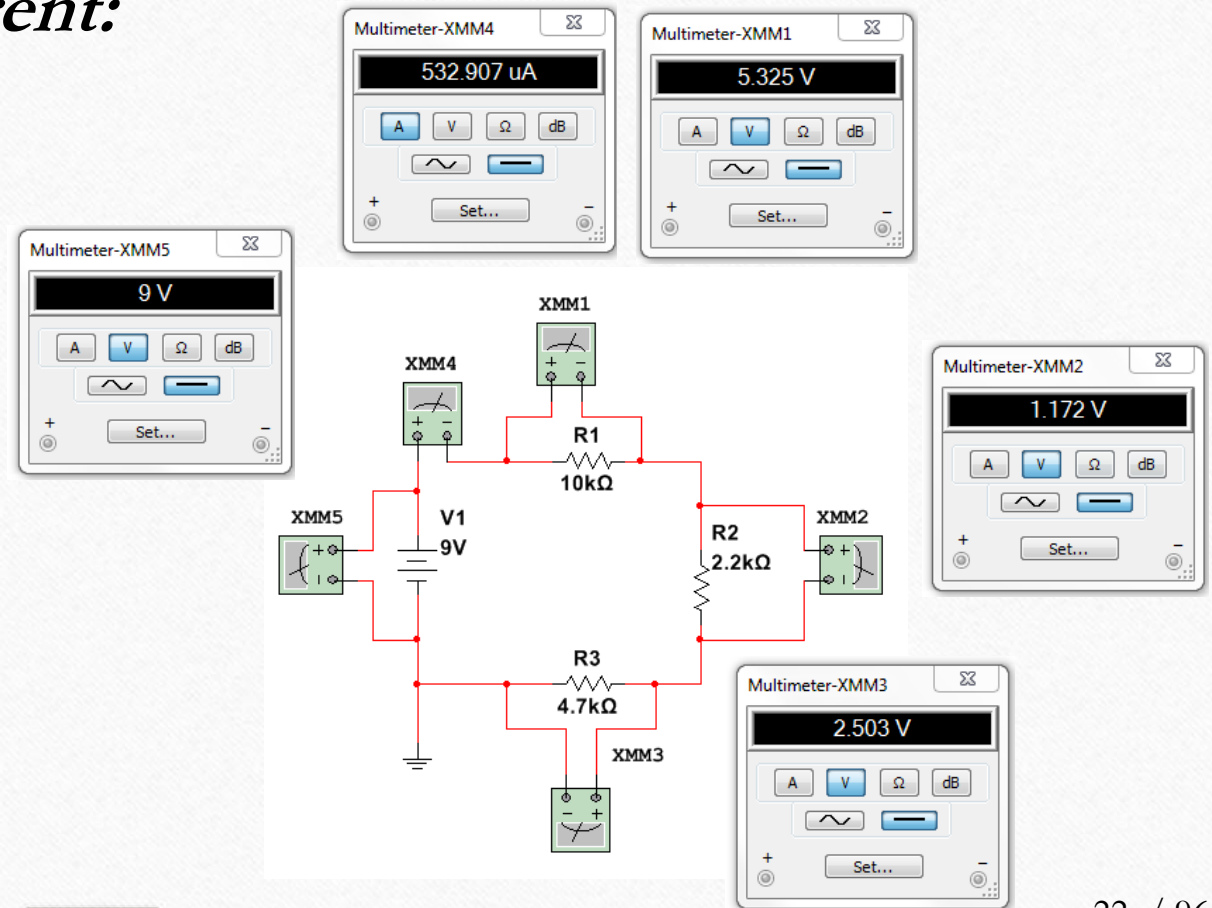 rent:
Multimeter-XMM4
532.907 uA
A V Ω dB
+ Set... −
Multimeter-XMM1
5.325 V
A V Ω dB
+ Set... −
Multimeter-XMM5
9 V
A V Ω dB
+ Set... −
Multimeter-XMM2
1.172 V
A V Ω dB
+ Set... −
Multimeter-XMM3
2.503 V
A V Ω dB
+ Set... −
XMM1
+ −
XMM4
+ −
R1
10kΩ
XMM5
+ −
V1
9V
R2
2.2kΩ
XMM2
+ −
R3
4.7kΩ
XMM3
− +